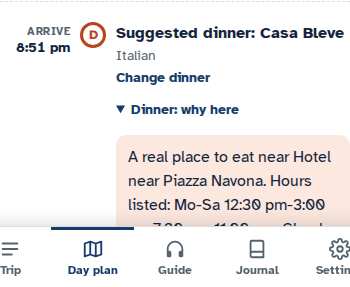 ARRIVE
8:51 pm
D
Suggested dinner: Casa Bleve
Italian
Change dinner
▼ Dinner: why here
A real place to eat near Hotel
near Piazza Navona. Hours
listed: Mo-Sa 12:30 pm-3:00
Trip
Day plan
Guide
Journal
Settin